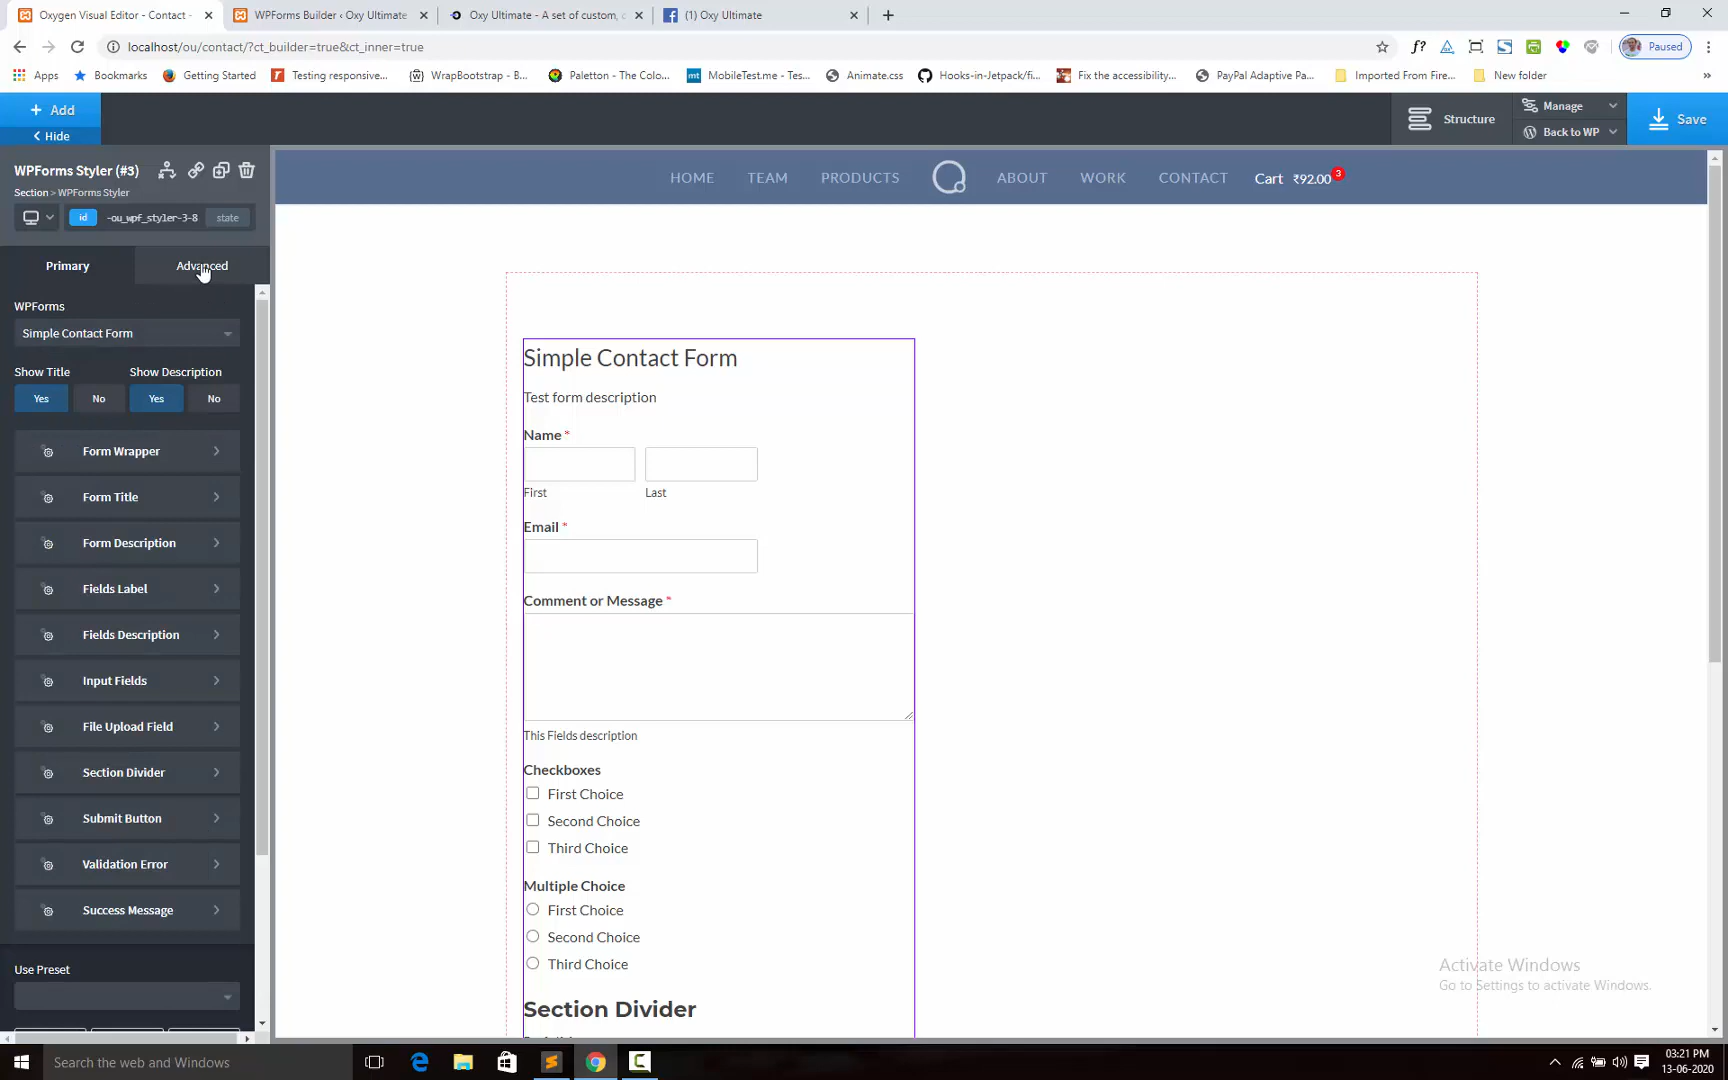 Oxygen Visual Editor - Contact -
WPForms Builder ‹ Oxy Ultimate
Oxy Ultimate - A set of custom, c
(1) Oxy Ultimate
localhost/ou/contact/?ct_builder=true&ct_inner=true
f?
Paused
Apps
Bookmarks
Getting Started
Testing responsive...
WrapBootstrap - B...
Paletton - The Colo...
MobileTest.me - Tes...
Animate.css
Hooks-in-Jetpack/fi...
Fix the accessibility...
PayPal Adaptive Pa...
Imported From Fire...
New folder
+ Add
Hide
Structure
Manage
Back to WP
Save
WPForms Styler (#3)
Section > WPForms Styler
id
-ou_wpf_styler-3-8
state
Primary
Advanced
WPForms
Simple Contact Form
Show Title
Show Description
Yes
No
Yes
No
Form Wrapper
Form Title
Form Description
Fields Label
Fields Description
Input Fields
File Upload Field
Section Divider
Submit Button
Validation Error
Success Message
Use Preset
HOME
TEAM
PRODUCTS
ABOUT
WORK
CONTACT
Cart ₹92.00
3
Simple Contact Form
Test form description
Name *
First
Last
Email *
Comment or Message *
This Fields description
Checkboxes
First Choice
Second Choice
Third Choice
Multiple Choice
First Choice
Second Choice
Third Choice
Section Divider
Activate Windows
Go to Settings to activate Windows.
Search the web and Windows
03:21 PM
13-06-2020